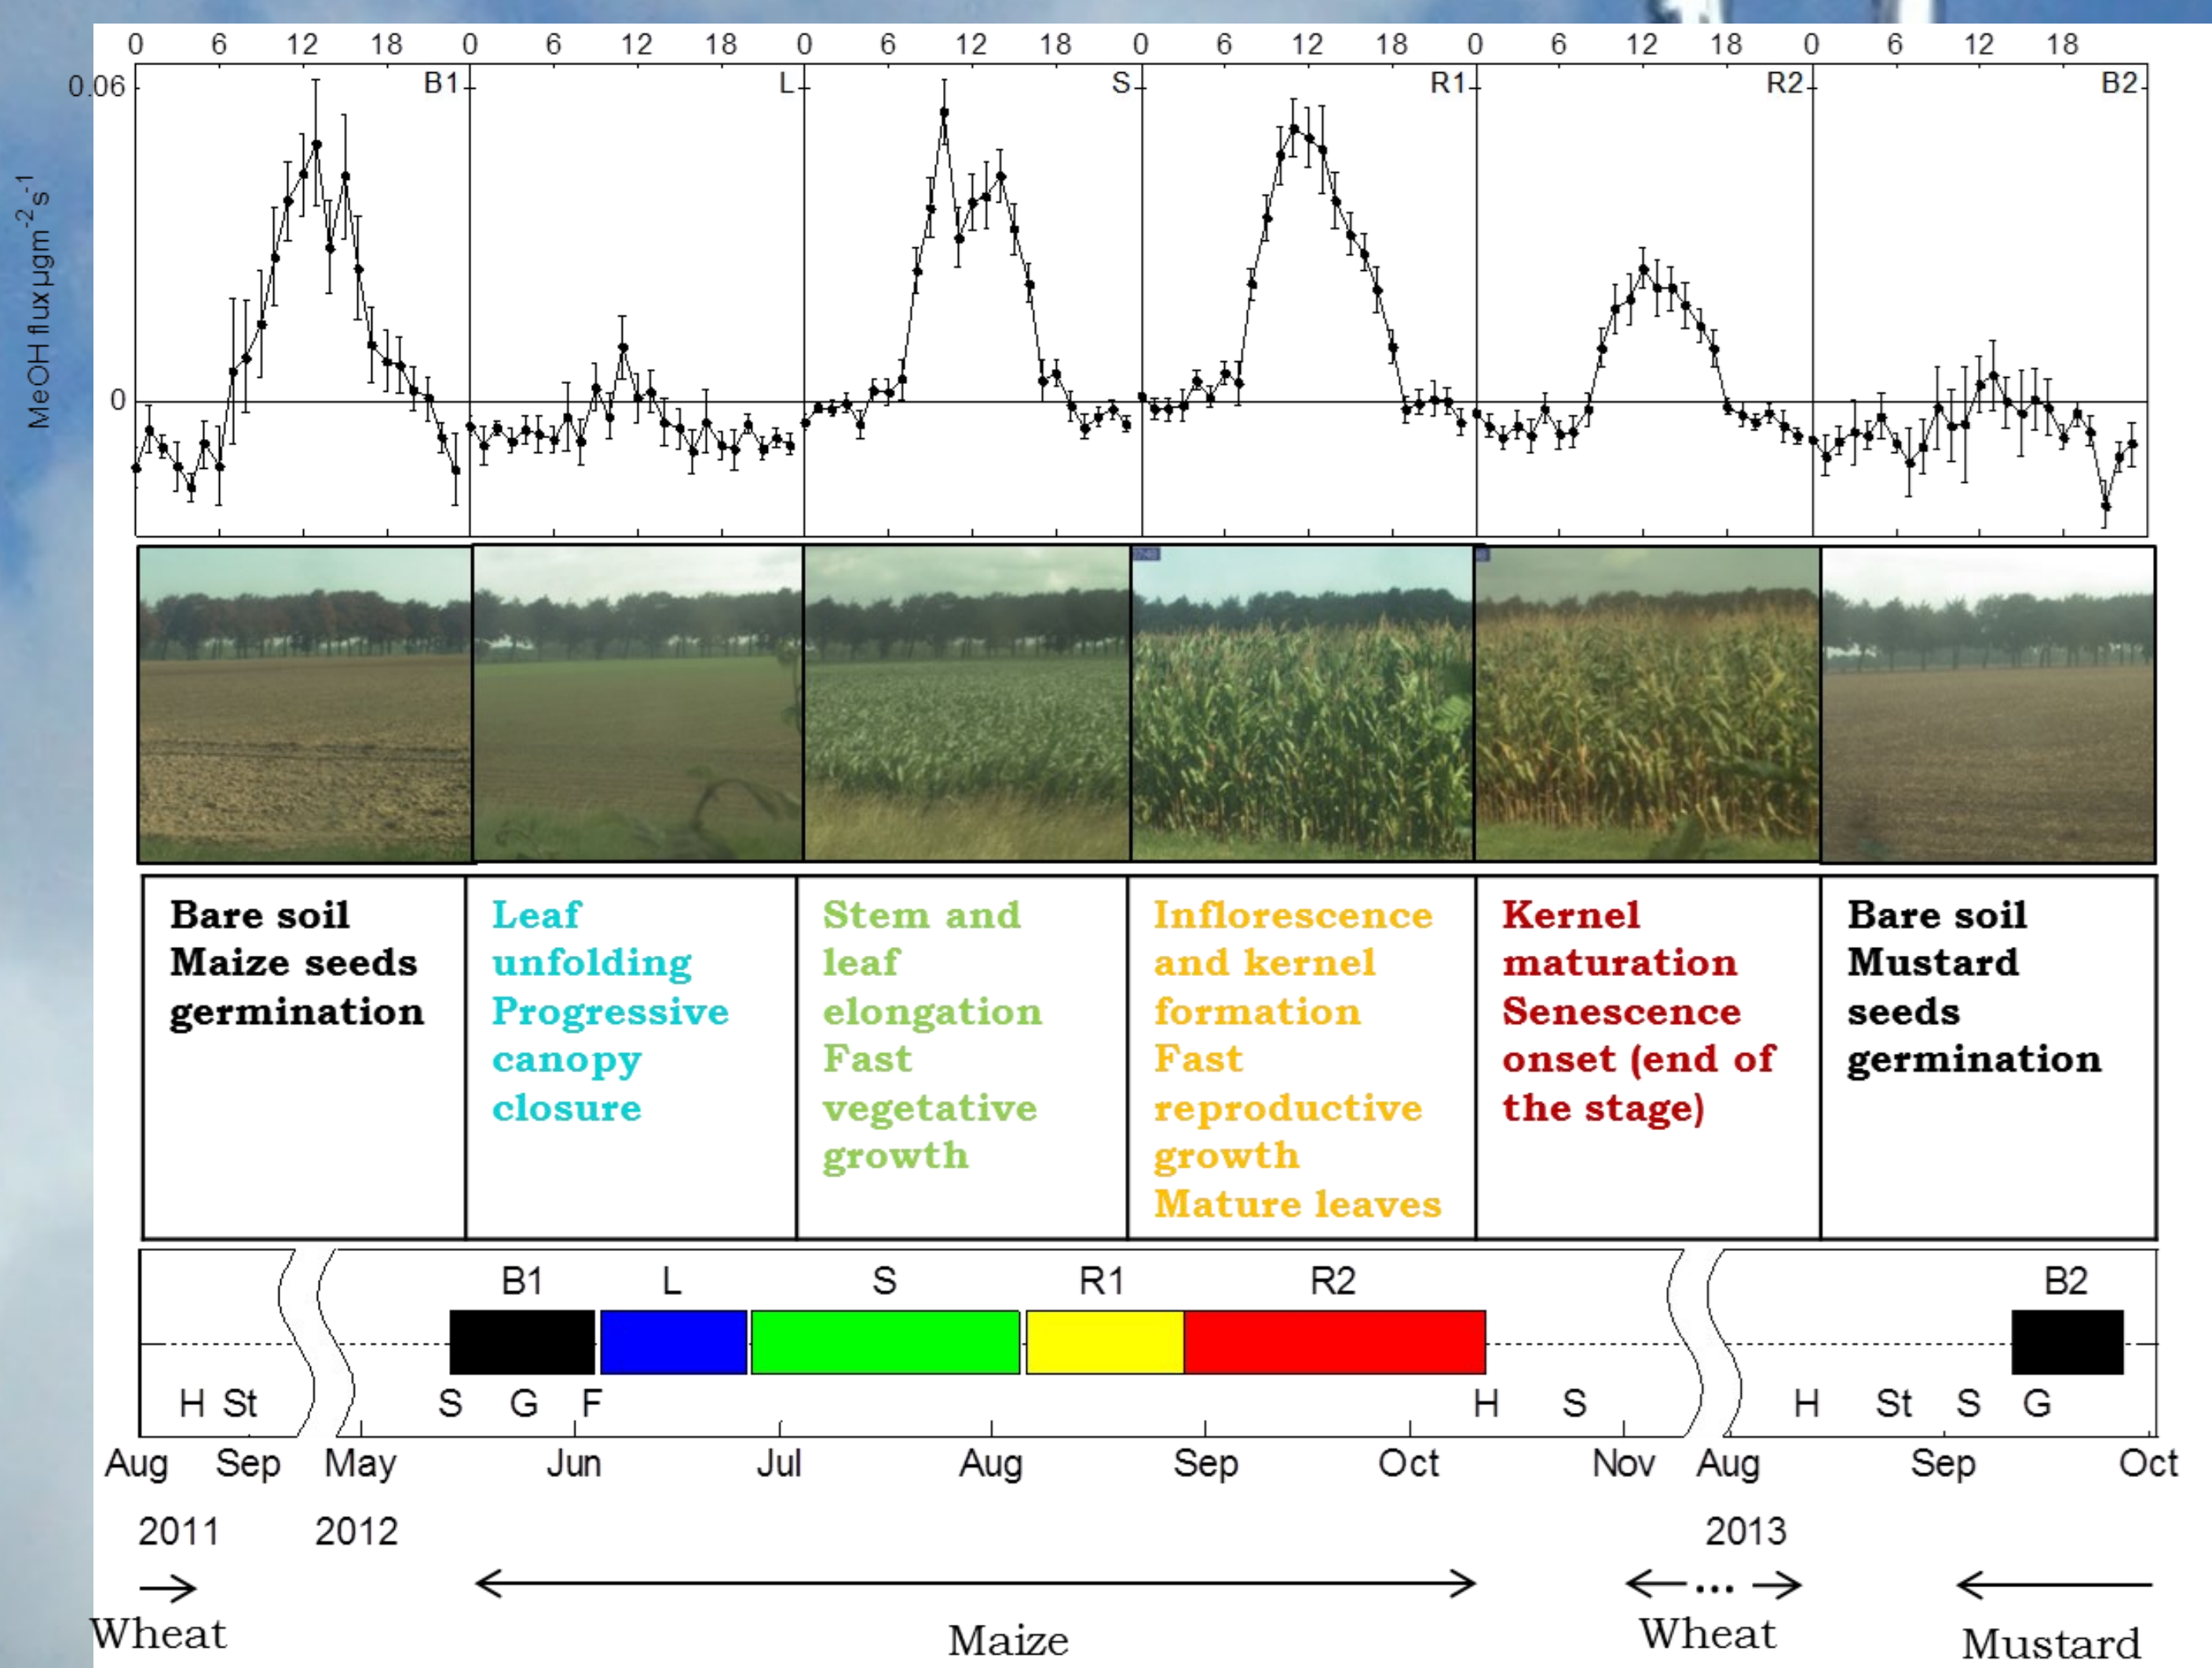 0 6 12 18 0 6 12 18 0 6 12 18 0 6 12 18 0 6 12 18 0 6 12 18
0.06 B1 L S R1 R2 B2
MeOH flux µgm⁻²s⁻¹
0
Bare soil
Maize seeds
germination
Leaf
unfolding
Progressive
canopy
closure
Stem and
leaf
elongation
Fast
vegetative
growth
Inflorescence
and kernel
formation
Fast
reproductive
growth
Mature leaves
Kernel
maturation
Senescence
onset (end of
the stage)
Bare soil
Mustard
seeds
germination
B1 L S R1 R2 B2
H St S G F H S H St S G
Aug Sep May Jun Jul Aug Sep Oct Nov Aug Sep Oct
2011 2012 2013
Wheat Maize Wheat Mustard